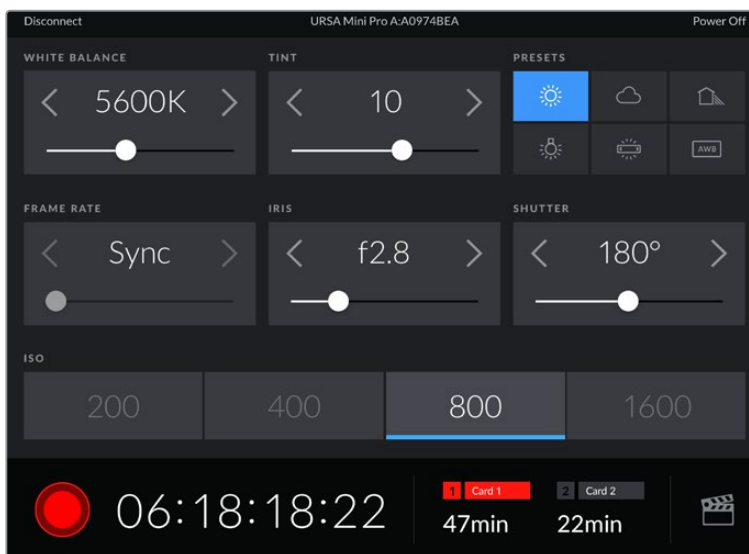 Disconnect URSA Mini Pro A:A0974BEA Power Off
WHITE BALANCE TINT PRESETS
5600K 10
AWB
FRAME RATE IRIS SHUTTER
Sync f2.8 180°
ISO
200 400 800 1600
06:18:18:22 1 Card 1 2 Card 2
47min 22min